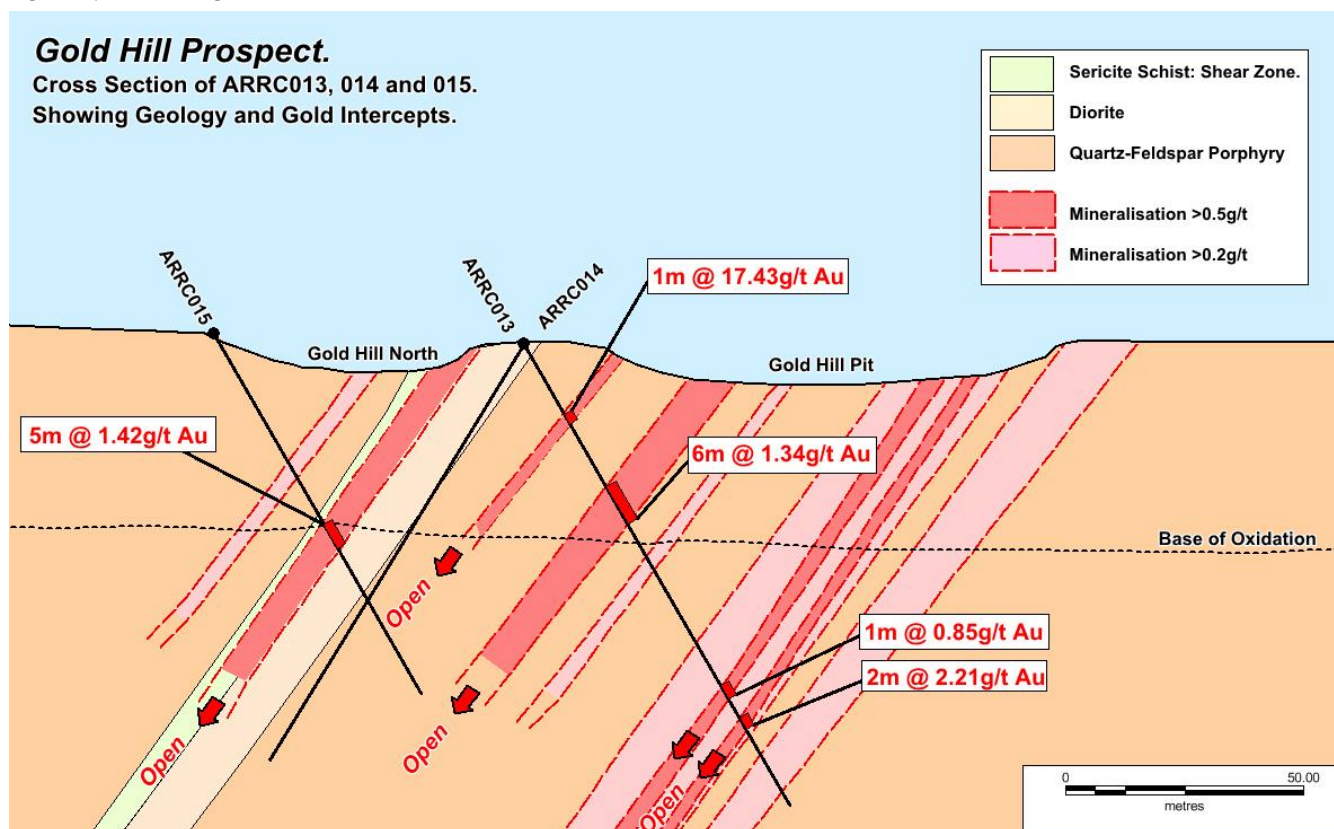 Gold Hill Prospect.
Cross Section of ARRC013, 014 and 015.
Showing Geology and Gold Intercepts.
Sericite Schist: Shear Zone.
Diorite
Quartz-Feldspar Porphyry
Mineralisation >0.5g/t
Mineralisation >0.2g/t
ARRC015
ARRC013
ARRC014
1m @ 17.43g/t Au
Gold Hill North
Gold Hill Pit
5m @ 1.42g/t Au
6m @ 1.34g/t Au
Base of Oxidation
Open
1m @ 0.85g/t Au
2m @ 2.21g/t Au
Open
Open
Open
0 50.00
metres